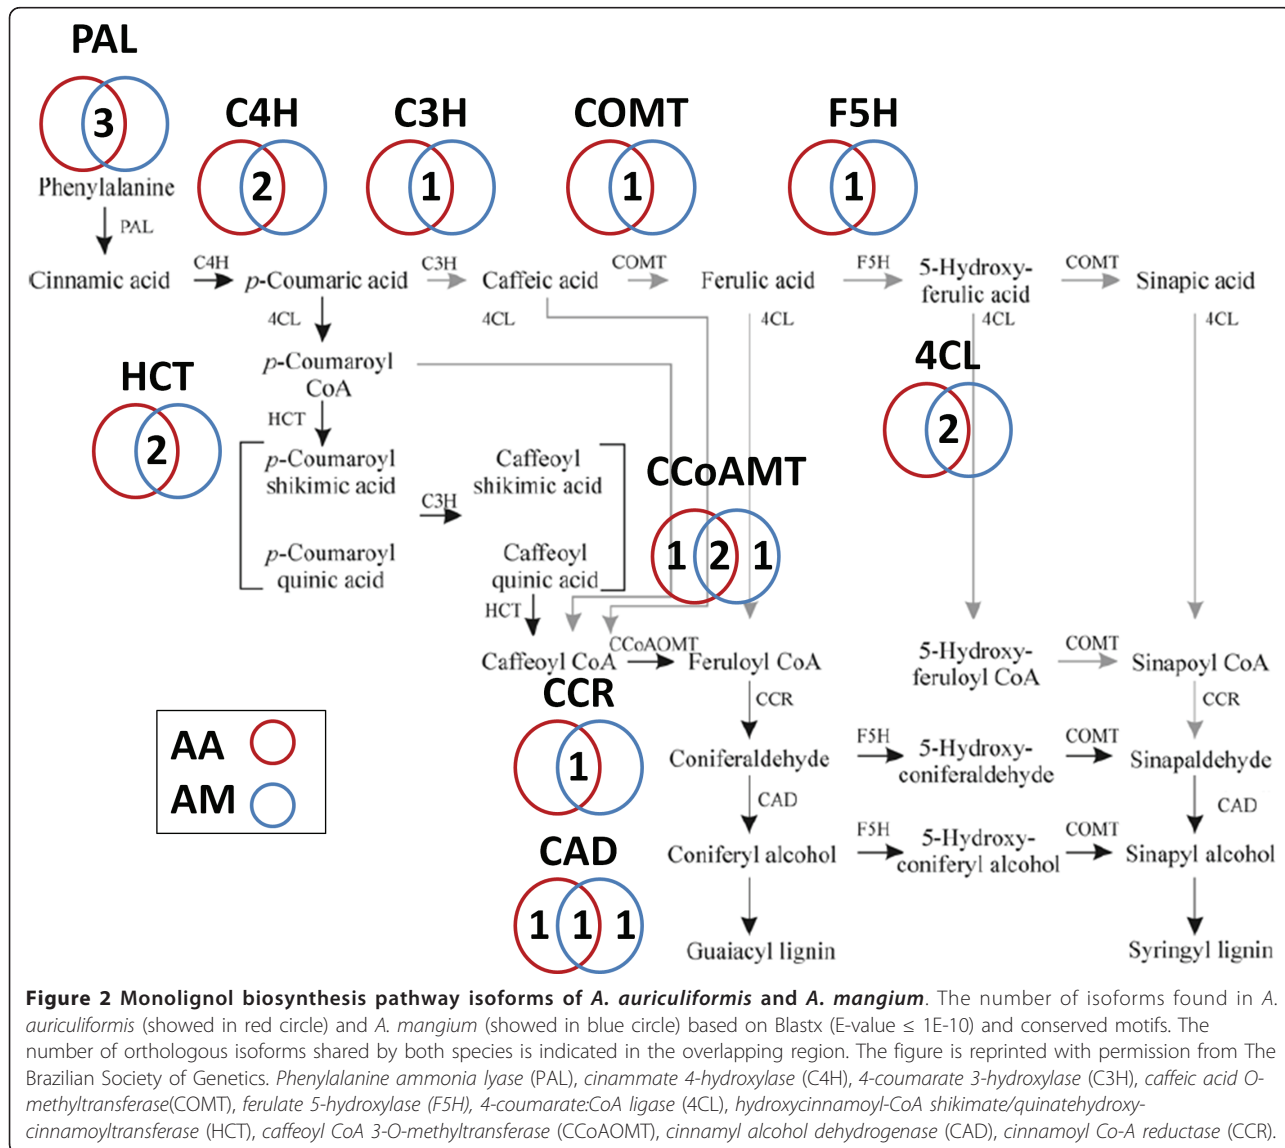 PAL
3
C4H
2
C3H
1
COMT
1
F5H
1
Phenylalanine
PAL
Cinnamic acid
C4H
p-Coumaric acid
C3H
Caffeic acid
COMT
Ferulic acid
F5H
5-Hydroxy-
ferulic acid
COMT
Sinapic acid
4CL
4CL
4CL
4CL
4CL
p-Coumaroyl
CoA
HCT
2
4CL
2
HCT
p-Coumaroyl
shikimic acid
Caffeoyl
shikimic acid
C3H
p-Coumaroyl
quinic acid
Caffeoyl
quinic acid
CCoAMT
1 2 1
HCT
Caffeoyl CoA
CCoAOMT
Feruloyl CoA
5-Hydroxy-
feruloyl CoA
COMT
Sinapoyl CoA
CCR
1
CCR
CCR
AA
AM
Coniferaldehyde
F5H
5-Hydroxy-
coniferaldehyde
COMT
Sinapaldehyde
CAD
CAD
CAD
1 1 1
Coniferyl alcohol
F5H
5-Hydroxy-
coniferyl alcohol
COMT
Sinapyl alcohol
Guaiacyl lignin
Syringyl lignin
Figure 2 Monolignol biosynthesis pathway isoforms of A. auriculiformis and A. mangium. The number of isoforms found in A.
auriculiformis (showed in red circle) and A. mangium (showed in blue circle) based on Blastx (E-value ≤ 1E-10) and conserved motifs. The
number of orthologous isoforms shared by both species is indicated in the overlapping region. The figure is reprinted with permission from The
Brazilian Society of Genetics. Phenylalanine ammonia lyase (PAL), cinammate 4-hydroxylase (C4H), 4-coumarate 3-hydroxylase (C3H), caffeic acid O-
methyltransferase(COMT), ferulate 5-hydroxylase (F5H), 4-coumarate:CoA ligase (4CL), hydroxycinnamoyl-CoA shikimate/quinatehydroxy-
cinnamoyltransferase (HCT), caffeoyl CoA 3-O-methyltransferase (CCoAOMT), cinnamyl alcohol dehydrogenase (CAD), cinnamoyl Co-A reductase (CCR).